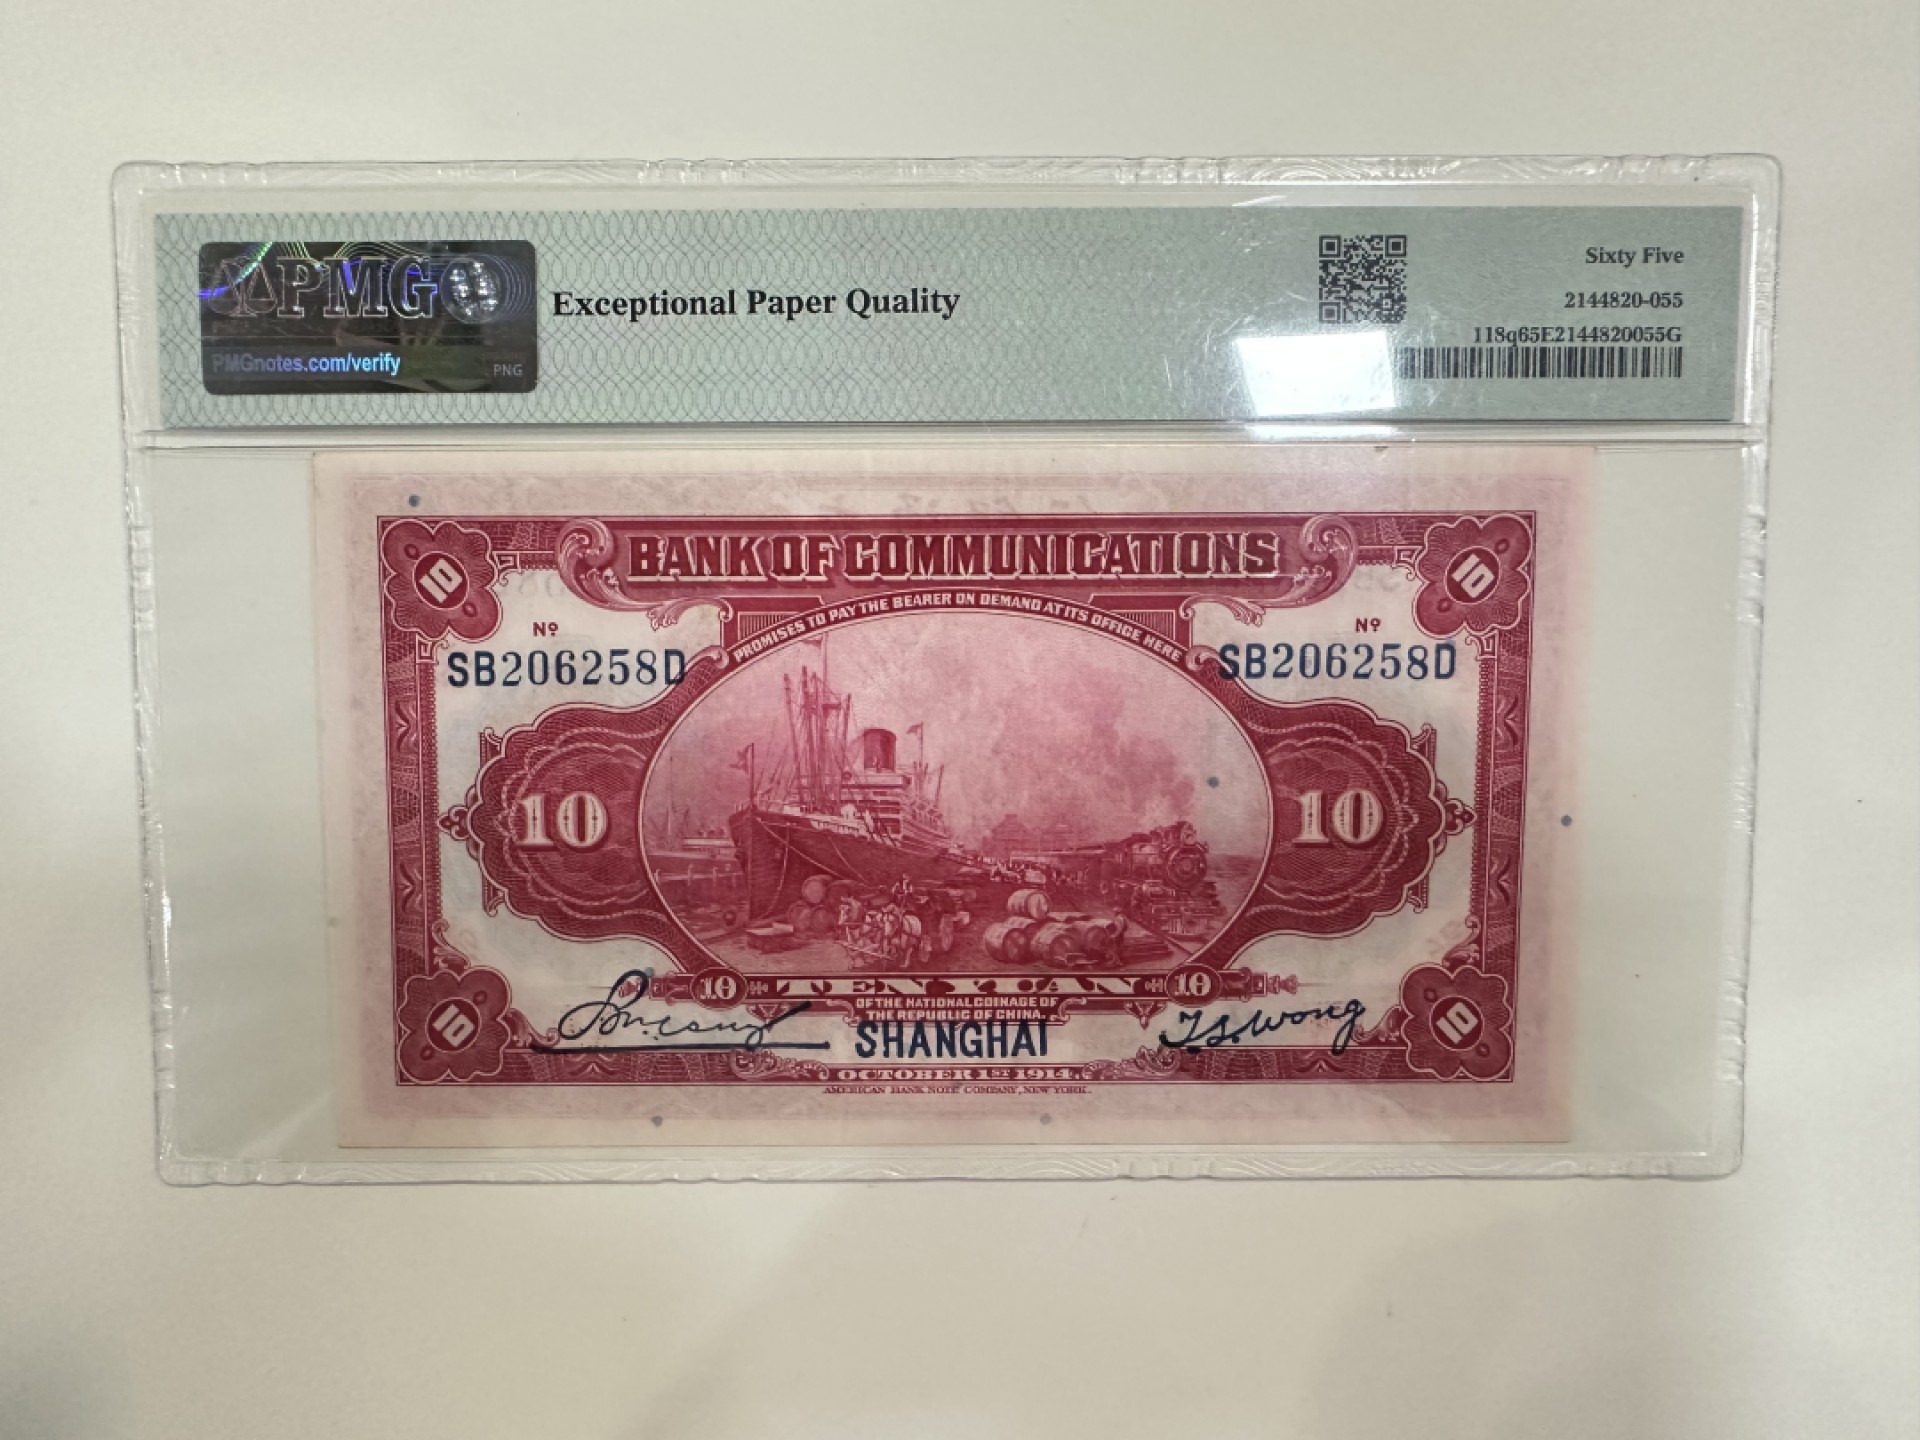 PMG
PMGnotes.com/verify
PNG
Exceptional Paper Quality
Sixty Five
2144820-055
118q65E2144820055G
BANK OF COMMUNICATIONS
PROMISES TO PAY THE BEARER ON DEMAND AT ITS OFFICE HERE
10
10
Nº
Nº
SB206258D
SB206258D
10
10
10
TEN YUAN
10
OF THE NATIONAL COINAGE OF
THE REPUBLIC OF CHINA.
10
SHANGHAI
T.S. Wong
10
OCTOBER 1ST 1914.
AMERICAN BANK NOTE COMPANY, NEW YORK.